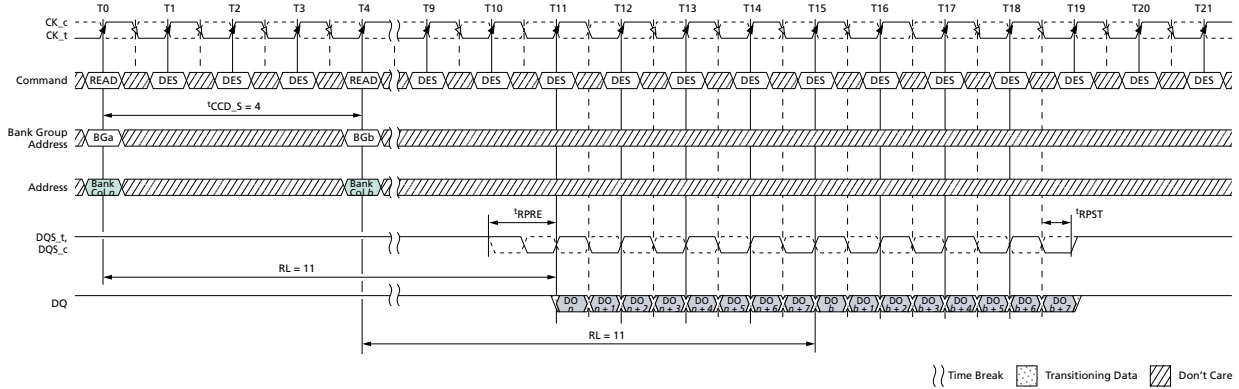 T0 T1 T2 T3 T4 T9 T10 T11 T12 T13 T14 T15 T16 T17 T18 T19 T20 T21
CK_c
CK_t
Command READ DES DES DES READ DES DES DES DES DES DES DES DES DES DES DES DES DES
tCCD_S = 4
Bank Group
Address BGa BGb
Address Bank
Col n Bank
Col b
tRPRE tRPST
DQS_t,
DQS_c
RL = 11
DQ DO
n DO
n + 1 DO
n + 2 DO
n + 3 DO
n + 4 DO
n + 5 DO
n + 6 DO
n + 7 DO
b DO
b + 1 DO
b + 2 DO
b + 3 DO
b + 4 DO
b + 5 DO
b + 6 DO
b + 7
RL = 11
Time Break Transitioning Data Don't Care